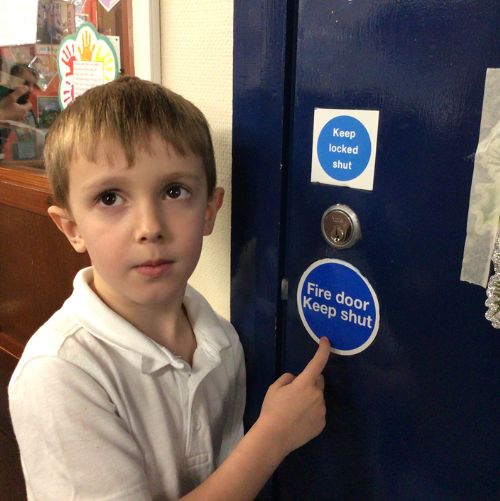 Keep
locked
shut
Fire door
Keep shut